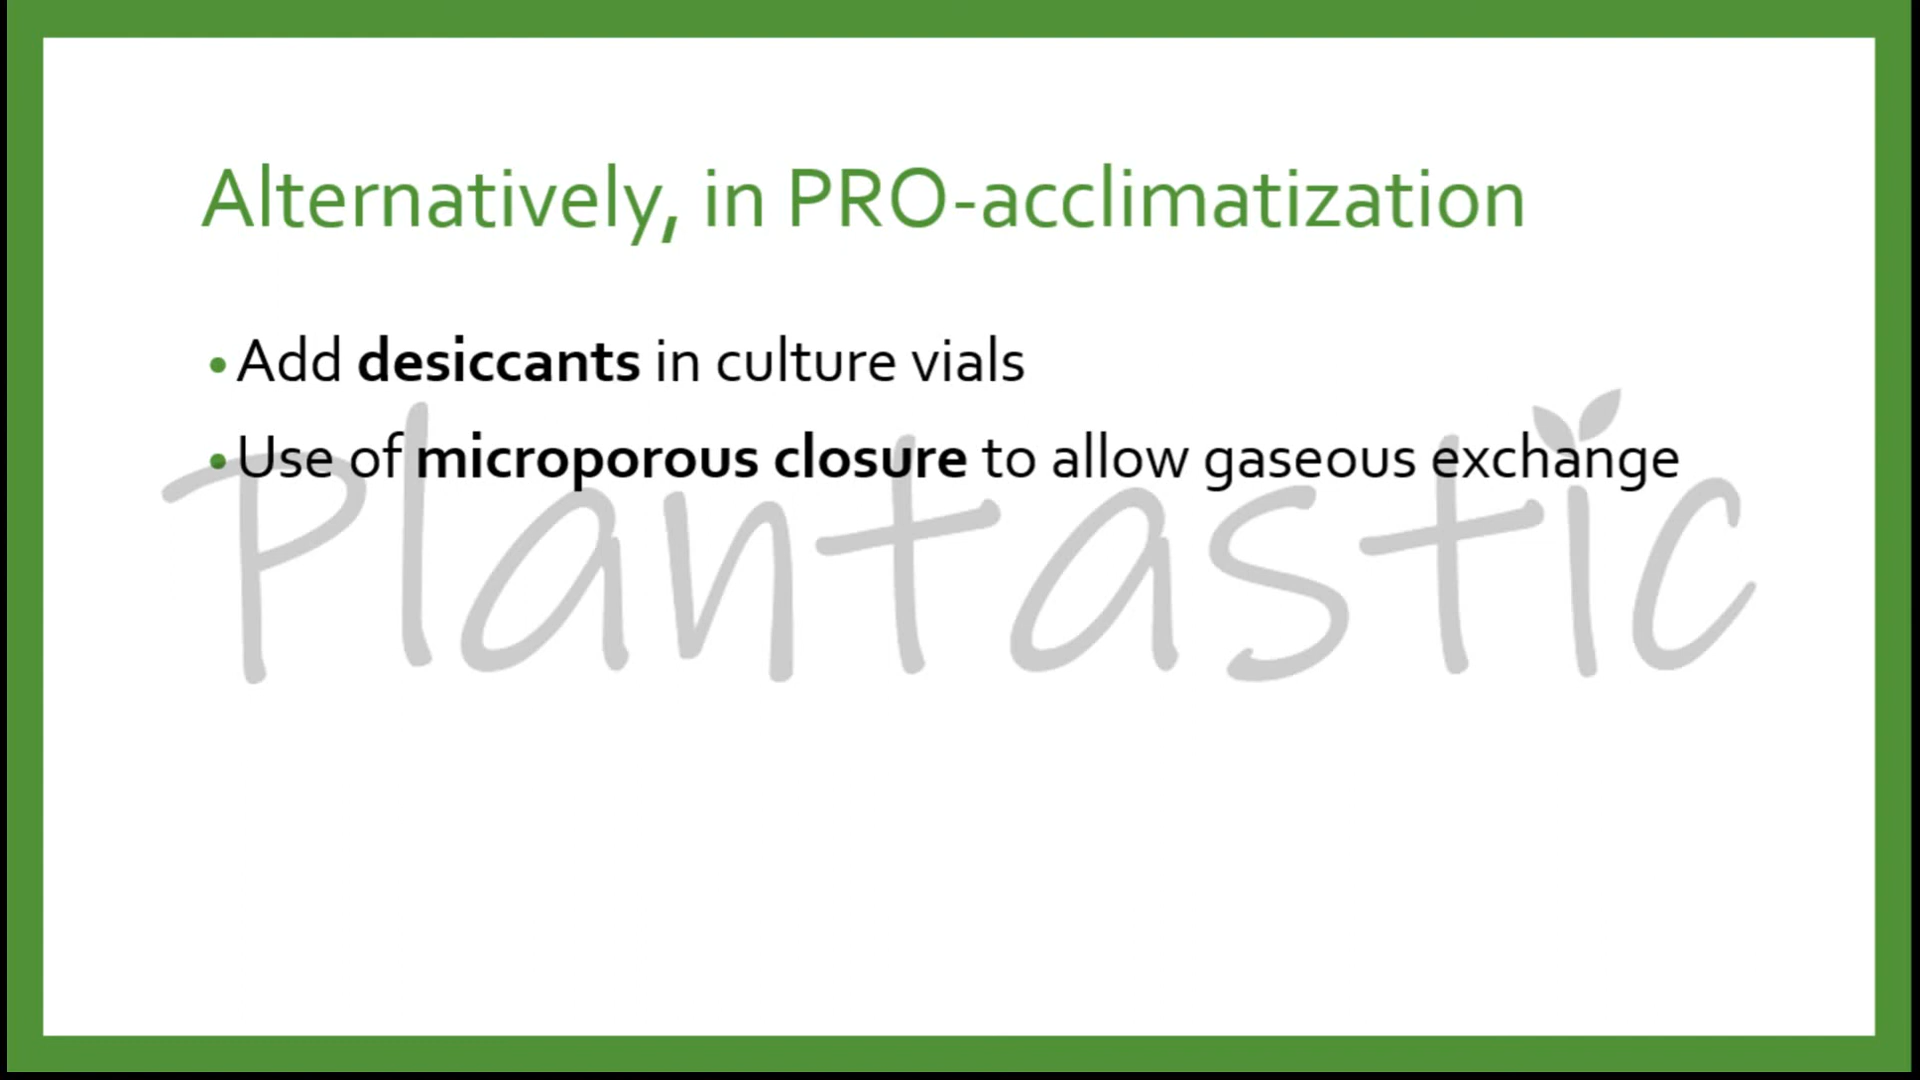 Alternatively, in PRO-acclimatization
•Add desiccants in culture vials
•Use of microporous closure to allow gaseous exchange
Plantastic